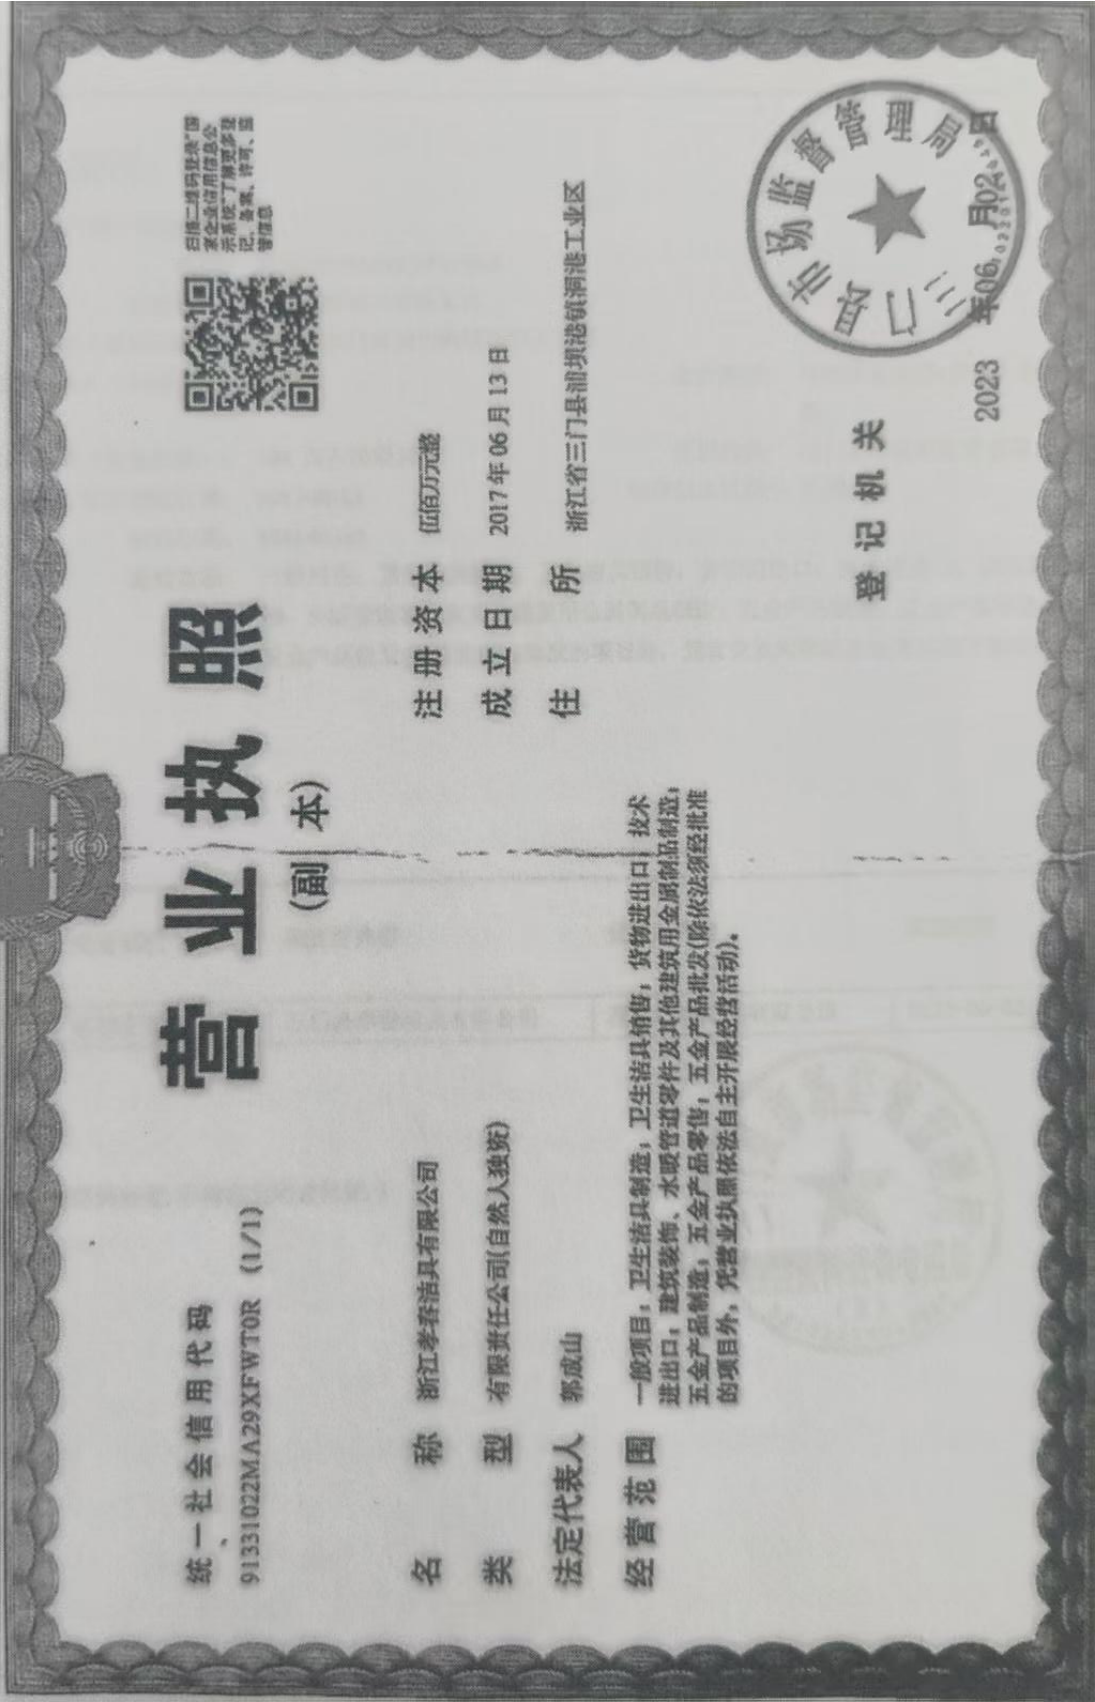 统一社会信用代码
91331022MA29XFWT0R (1/1)
营业执照
(副 本)
扫描二维码登录“国
家企业信用信息公
示系统”了解更多登
记、备案、许可、监
管信息
名 称 浙江孝春洁具有限公司
类 型 有限责任公司(自然人独资)
法定代表人 郭成山
经营范围 一般项目：卫生洁具制造；卫生洁具销售；货物进出口；技术
进出口；建筑装饰、水暖管道零件及其他建筑用金属制品制造；
五金产品制造；五金产品零售；五金产品批发(除依法须经批准
的项目外，凭营业执照依法自主开展经营活动)。
注册资本 伍佰万元整
成立日期 2017年06月13日
住 所 浙江省三门县浦坝港镇洞港工业区
登记机关
三门县市场监督管理局
2023 年06 月02日